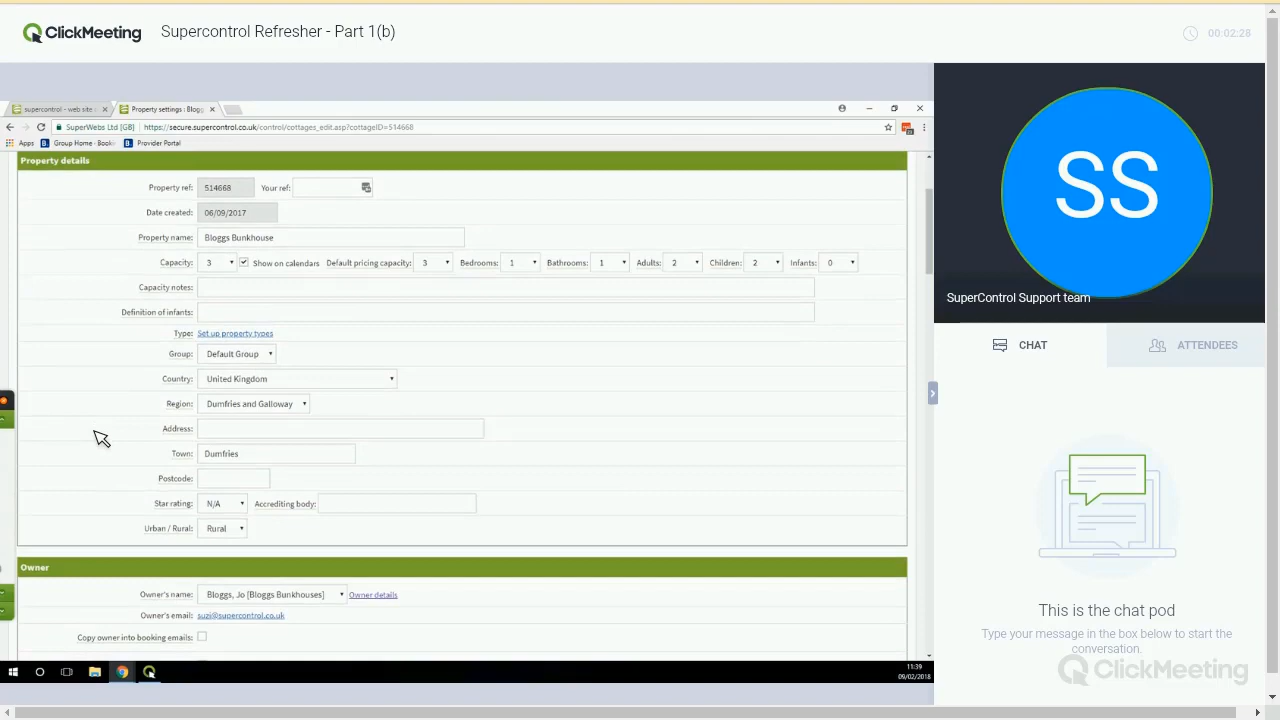 ClickMeeting Supercontrol Refresher - Part 1(b) 00:02:28
supercontrol - web site Property settings : Blogg
SuperWebs Ltd [GB] https://secure.supercontrol.co.uk/control/cottages_edit.asp?cottageID=514668
Apps Group Home - Book Provider Portal
Property details
Property ref: 514668 Your ref:
Date created: 06/09/2017
Property name: Bloggs Bunkhouse
Capacity: 3 Show on calendars Default pricing capacity: 3 Bedrooms: 1 Bathrooms: 1 Adults: 2 Children: 2 Infants: 0
Capacity notes:
Definition of infants:
Type: Set up property types
Group: Default Group
Country: United Kingdom
Region: Dumfries and Galloway
Address:
Town: Dumfries
Postcode:
Star rating: N/A Accrediting body:
Urban / Rural: Rural
Owner
Owner's name: Bloggs, Jo [Bloggs Bunkhouses] Owner details
Owner's email: suzi@supercontrol.co.uk
Copy owner into booking emails:
11:39
09/02/2018
SS
SuperControl Support team
CHAT ATTENDEES
This is the chat pod
Type your message in the box below to start the
conversation.
ClickMeeting